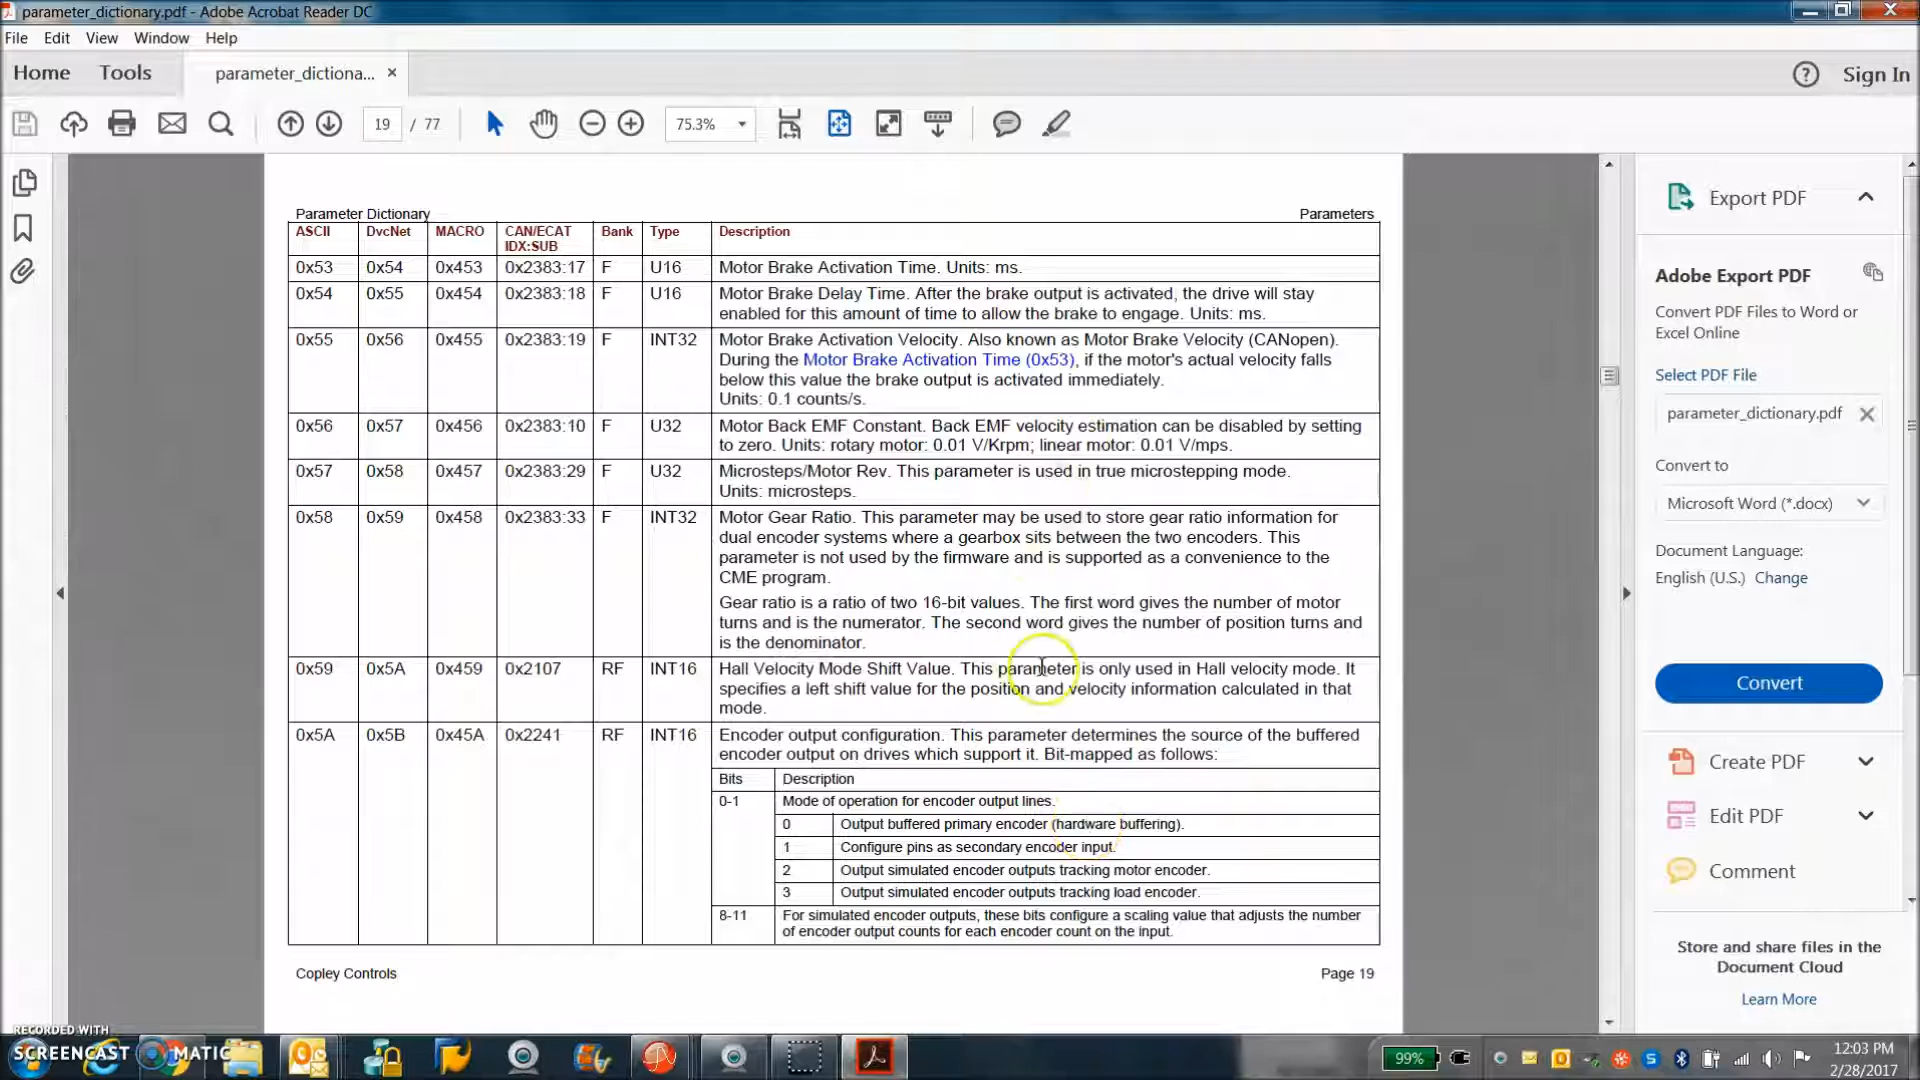 parameter_dictionary.pdf - Adobe Acrobat Reader DC
File Edit View Window Help
Home Tools parameter_dictiona... × Sign In
19 / 77 75.3%
Parameter Dictionary Parameters
ASCII DvcNet MACRO CAN/ECAT IDX:SUB Bank Type Description
0x53 0x54 0x453 0x2383:17 F U16 Motor Brake Activation Time. Units: ms.
0x54 0x55 0x454 0x2383:18 F U16 Motor Brake Delay Time. After the brake output is activated, the drive will stay
enabled for this amount of time to allow the brake to engage. Units: ms.
0x55 0x56 0x455 0x2383:19 F INT32 Motor Brake Activation Velocity. Also known as Motor Brake Velocity (CANopen).
During the Motor Brake Activation Time (0x53), if the motor's actual velocity falls
below this value the brake output is activated immediately.
Units: 0.1 counts/s.
0x56 0x57 0x456 0x2383:10 F U32 Motor Back EMF Constant. Back EMF velocity estimation can be disabled by setting
to zero. Units: rotary motor: 0.01 V/Krpm; linear motor: 0.01 V/mps.
0x57 0x58 0x457 0x2383:29 F U32 Microsteps/Motor Rev. This parameter is used in true microstepping mode.
Units: microsteps.
0x58 0x59 0x458 0x2383:33 F INT32 Motor Gear Ratio. This parameter may be used to store gear ratio information for
dual encoder systems where a gearbox sits between the two encoders. This
parameter is not used by the firmware and is supported as a convenience to the
CME program.
Gear ratio is a ratio of two 16-bit values. The first word gives the number of motor
turns and is the numerator. The second word gives the number of position turns and
is the denominator.
0x59 0x5A 0x459 0x2107 RF INT16 Hall Velocity Mode Shift Value. This parameter is only used in Hall velocity mode. It
specifies a left shift value for the position and velocity information calculated in that
mode.
0x5A 0x5B 0x45A 0x2241 RF INT16 Encoder output configuration. This parameter determines the source of the buffered
encoder output on drives which support it. Bit-mapped as follows:
Bits Description
0-1 Mode of operation for encoder output lines.
0 Output buffered primary encoder (hardware buffering).
1 Configure pins as secondary encoder input.
2 Output simulated encoder outputs tracking motor encoder.
3 Output simulated encoder outputs tracking load encoder.
8-11 For simulated encoder outputs, these bits configure a scaling value that adjusts the number
of encoder output counts for each encoder count on the input.
Copley Controls Page 19
Export PDF
Adobe Export PDF
Convert PDF Files to Word or
Excel Online
Select PDF File
parameter_dictionary.pdf
Convert to
Microsoft Word (*.docx)
Document Language:
English (U.S.) Change
Convert
Create PDF
Edit PDF
Comment
Store and share files in the
Document Cloud
Learn More
RECORDED WITH
SCREENCAST MATIC
99%
12:03 PM
2/28/2017